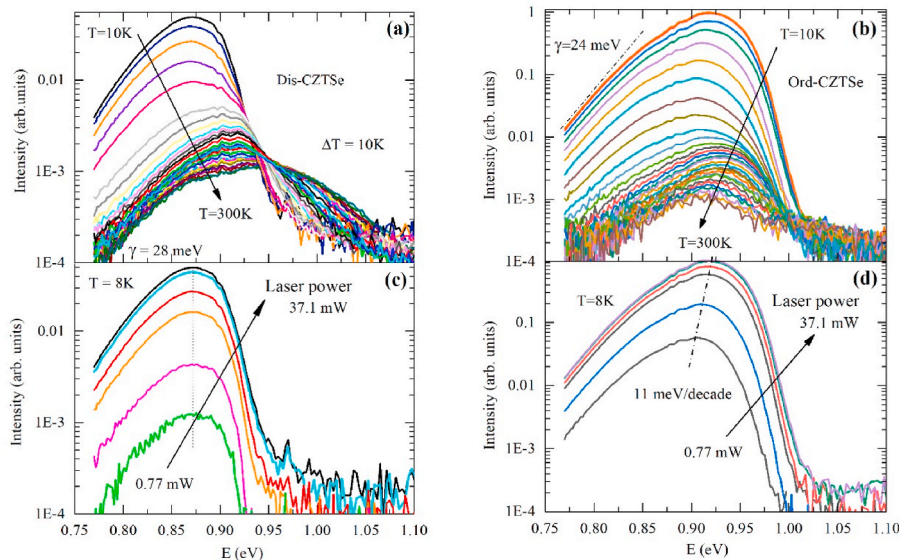 (a)
T=10K
Dis-CZTSe
ΔT = 10K
T=300K
γ = 28 meV
Intensity (arb. units)
0.01
1E-3
1E-4
(b)
γ=24 meV
T=10K
Ord-CZTSe
T=300K
Intensity (arb. units)
1
0.1
0.01
1E-3
1E-4
(c)
T = 8K
Laser power
37.1 mW
0.77 mW
Intensity (arb. units)
0.01
1E-3
1E-4
0.75 0.80 0.85 0.90 0.95 1.00 1.05 1.10
E (eV)
(d)
T=8K
Laser power
37.1 mW
11 meV/decade
0.77 mW
Intensity (arb. units)
0.1
0.01
1E-3
1E-4
0.75 0.80 0.85 0.90 0.95 1.00 1.05 1.10
E (eV)